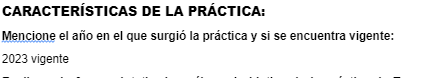 CARACTERÍSTICAS DE LA PRÁCTICA:
Mencione el año en el que surgió la práctica y si se encuentra vigente:
2023 vigente